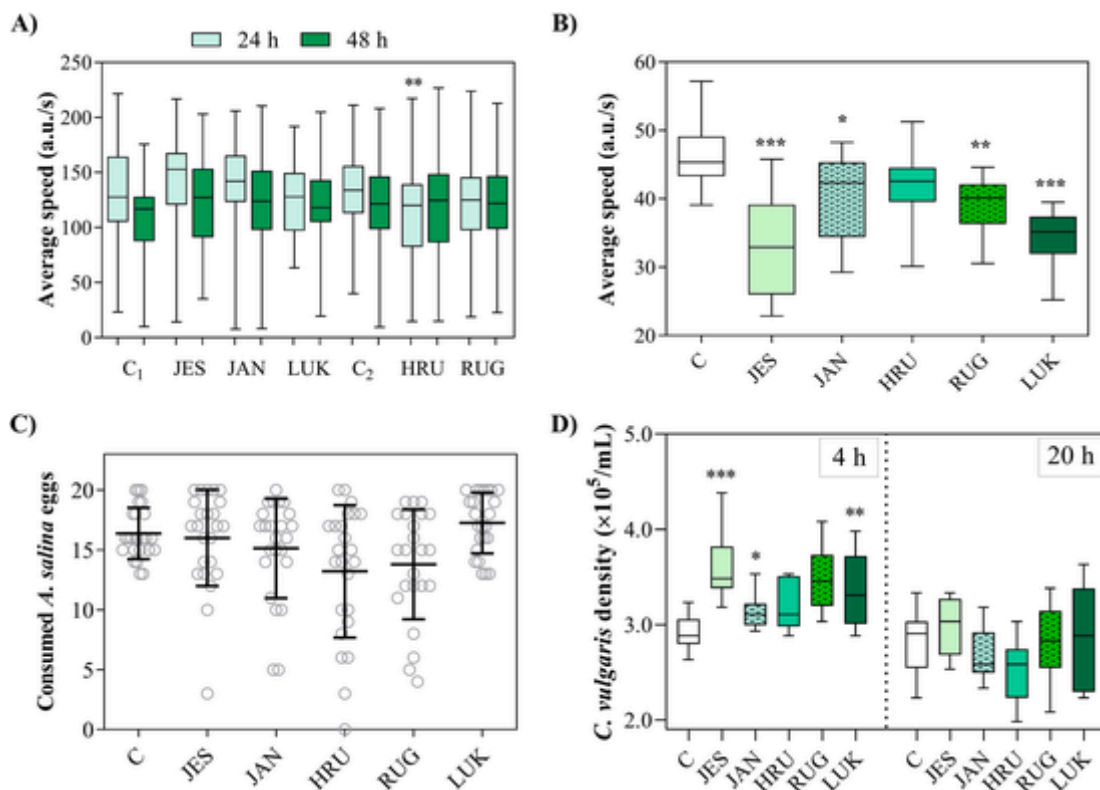 A)
24 h 48 h
Average speed (a.u./s)
250
200
150
100
50
0
**
C₁ JES JAN LUK C₂ HRU RUG
B)
Average speed (a.u./s)
60
50
40
30
20
*** * ** ***
C JES JAN HRU RUG LUK
C)
Consumed A. salina eggs
20
15
10
5
0
C JES JAN HRU RUG LUK
D)
C. vulgaris density (×10⁵/mL)
5.0
4.0
3.0
2.0
4 h 20 h
*** * **
C JES JAN HRU RUG LUK C JES JAN HRU RUG LUK